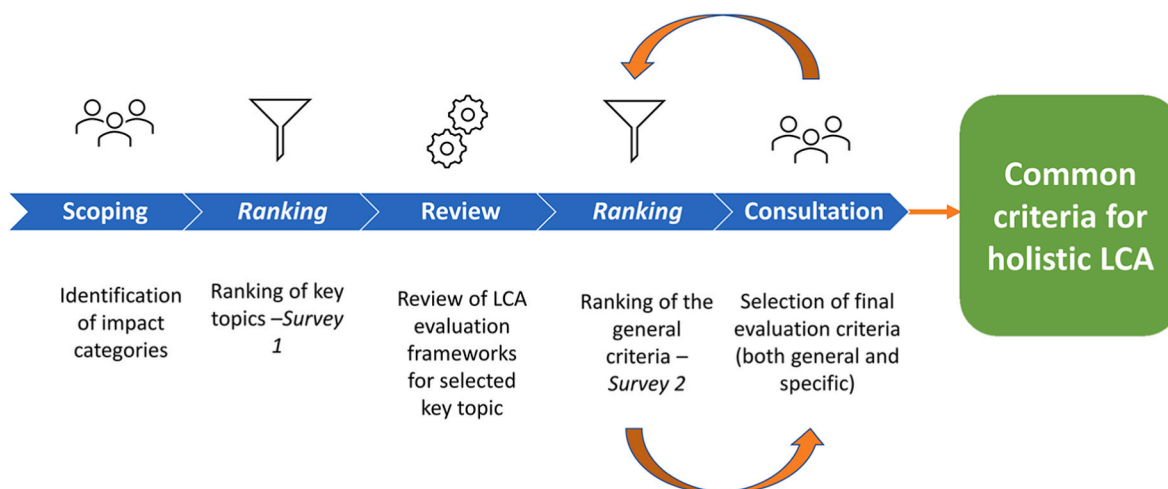 Scoping
Ranking
Review
Ranking
Consultation
Common
criteria for
holistic LCA
Identification
of impact
categories
Ranking of key
topics –Survey
1
Review of LCA
evaluation
frameworks
for selected
key topic
Ranking of the
general
criteria –
Survey 2
Selection of final
evaluation criteria
(both general and
specific)